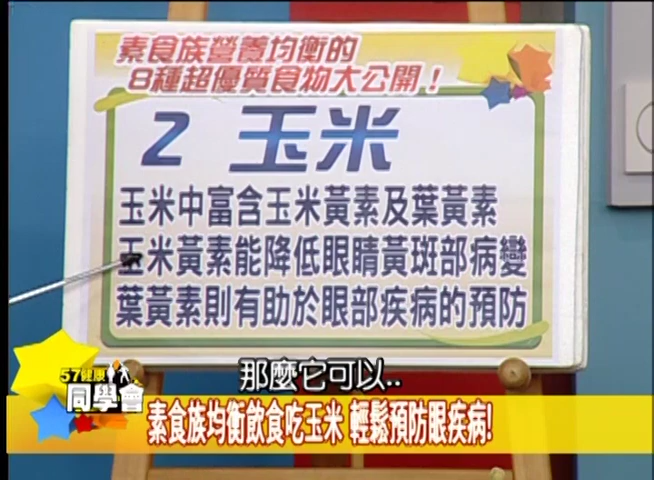 素食族營養均衡的
8種超優質食物大公開！
2 玉米
玉米中富含玉米黃素及葉黃素
玉米黃素能降低眼睛黃斑部病變
葉黃素則有助於眼部疾病的預防
那麼它可以..
57健康
同學會
素食族均衡飲食吃玉米 輕鬆預防眼疾病!